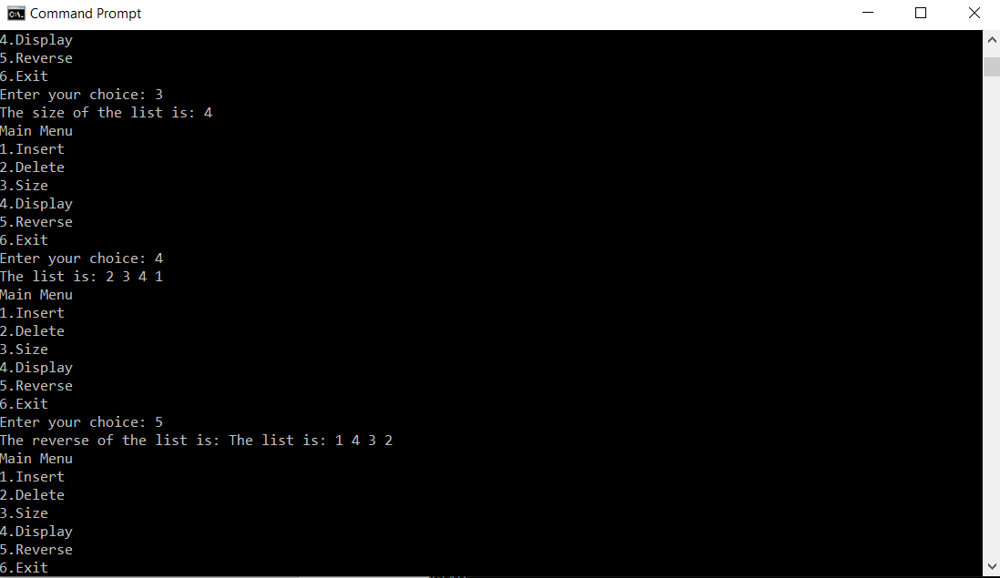 Command Prompt
4.Display
5.Reverse
6.Exit
Enter your choice: 3
The size of the list is: 4
Main Menu
1.Insert
2.Delete
3.Size
4.Display
5.Reverse
6.Exit
Enter your choice: 4
The list is: 2 3 4 1
Main Menu
1.Insert
2.Delete
3.Size
4.Display
5.Reverse
6.Exit
Enter your choice: 5
The reverse of the list is: The list is: 1 4 3 2
Main Menu
1.Insert
2.Delete
3.Size
4.Display
5.Reverse
6.Exit